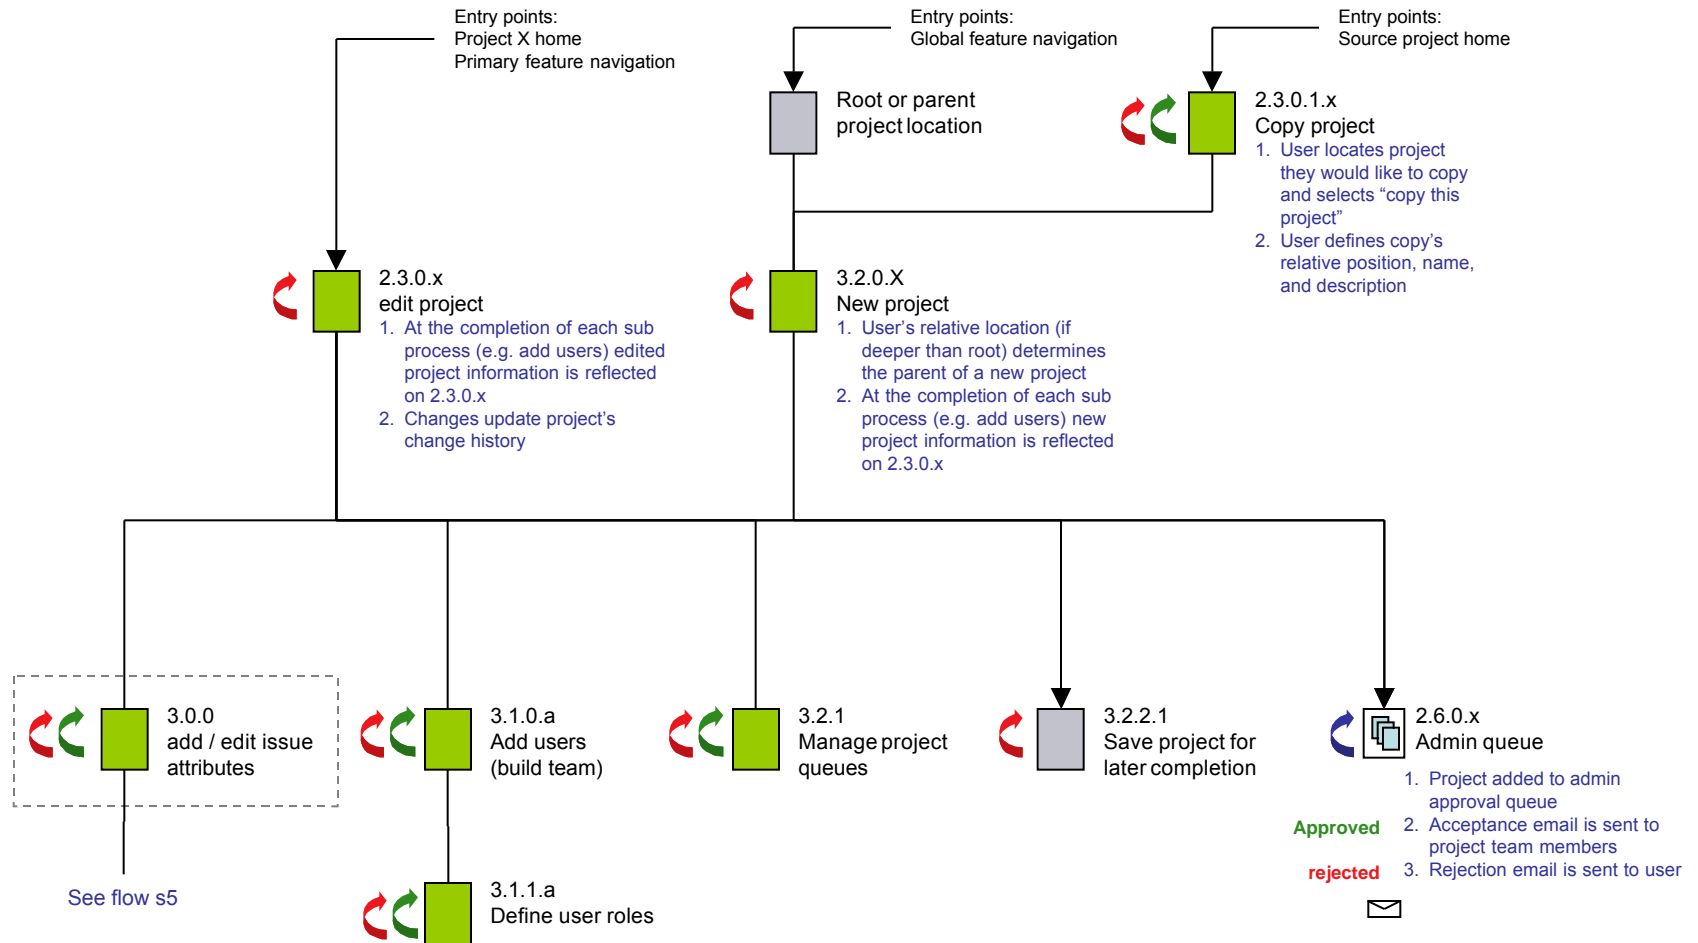 Entry points:
Project X home
Primary feature navigation
Entry points:
Global feature navigation
Entry points:
Source project home
Root or parent
project location
2.3.0.1.x
Copy project
1. User locates project
they would like to copy
and selects “copy this
project”
2. User defines copy’s
relative position, name,
and description
2.3.0.x
edit project
1. At the completion of each sub
process (e.g. add users) edited
project information is reflected
on 2.3.0.x
2. Changes update project’s
change history
3.2.0.X
New project
1. User’s relative location (if
deeper than root) determines
the parent of a new project
2. At the completion of each sub
process (e.g. add users) new
project information is reflected
on 2.3.0.x
3.0.0
add / edit issue
attributes
See flow s5
3.1.0.a
Add users
(build team)
3.1.1.a
Define user roles
3.2.1
Manage project
queues
3.2.2.1
Save project for
later completion
2.6.0.x
Admin queue
1. Project added to admin
approval queue
Approved 2. Acceptance email is sent to
project team members
rejected 3. Rejection email is sent to user